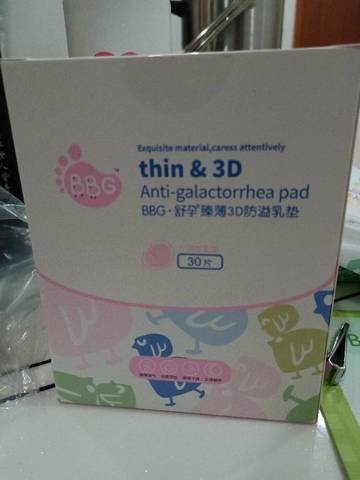 Exquisite material,caress attentively
thin & 3D
BBG™
Anti-galactorrhea pad
BBG·舒孕臻薄3D防溢乳垫
30片